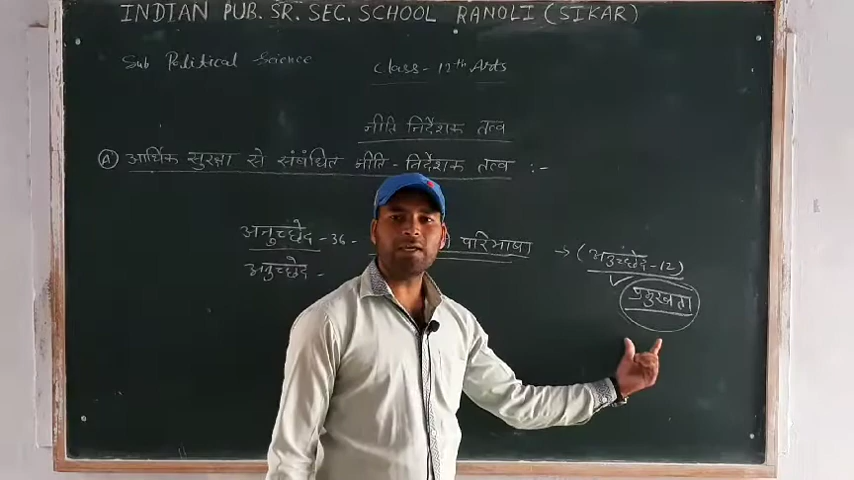 INDIAN PUB. SR. SEC. SCHOOL RANOLI (SIKAR)
Sub Political Science
Class - 12th Arts
नीति निर्देशक तत्व
(A) आर्थिक सुरक्षा से संबंधित नीति - निर्देशक तत्व :-
अनुच्छेद - 36 - ) परिभाषा → (अनुच्छेद - 12)
अनुच्छेद -
प्रमुखता